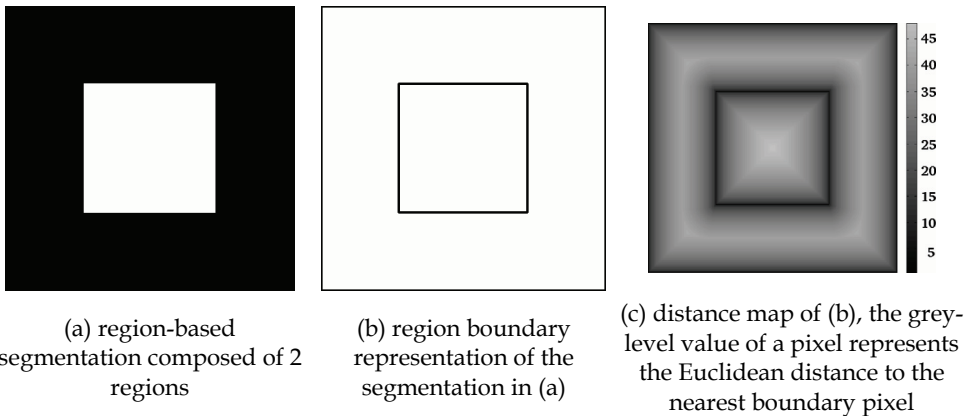 45
40
35
30
25
20
15
10
5
(a) region-based
segmentation composed of 2
regions
(b) region boundary
representation of the
segmentation in (a)
(c) distance map of (b), the grey-
level value of a pixel represents
the Euclidean distance to the
nearest boundary pixel